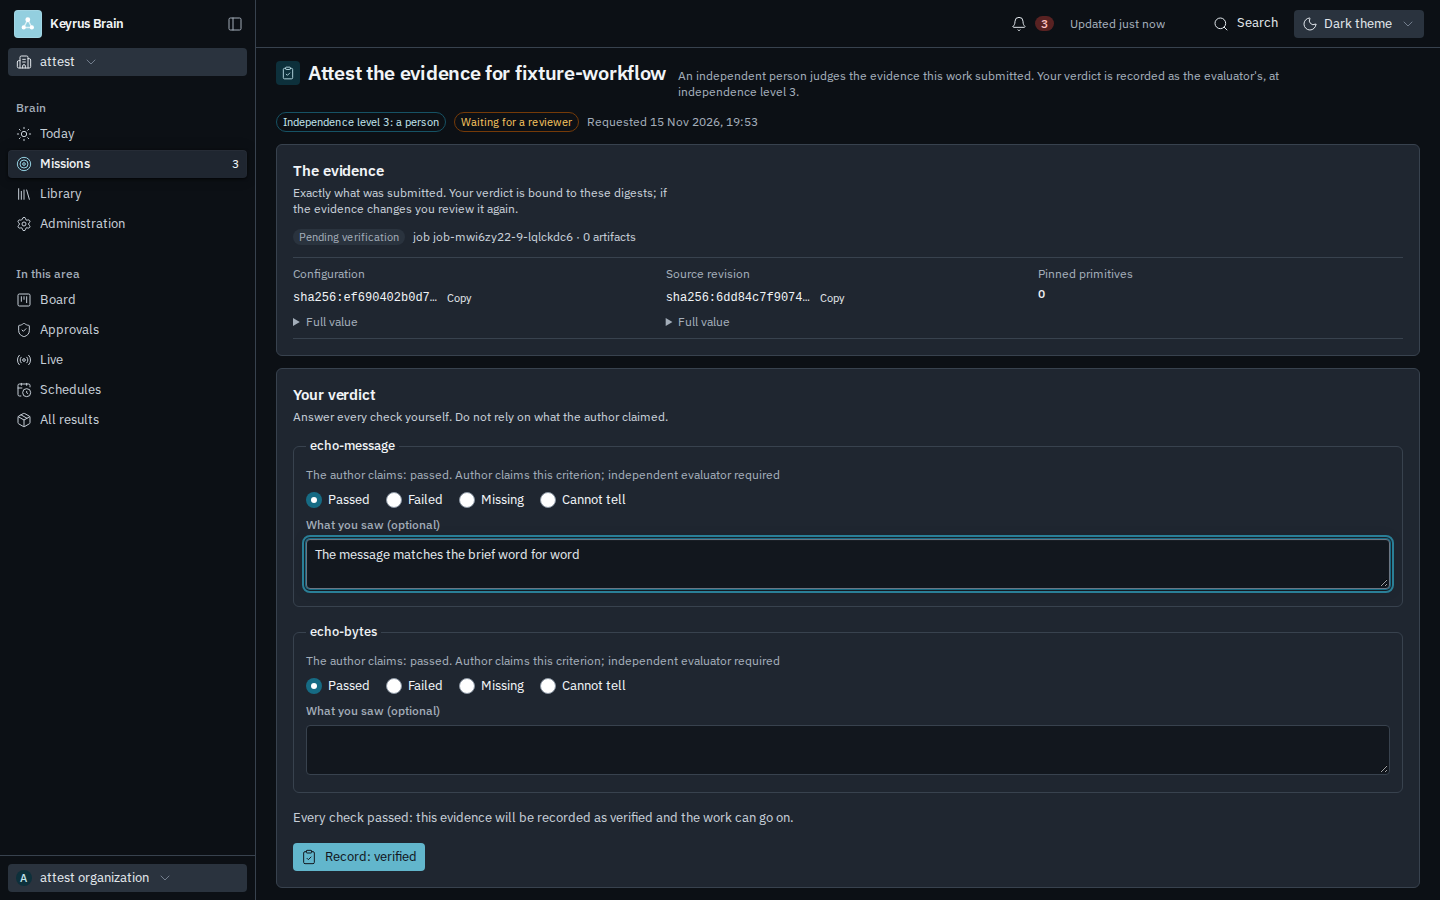 Keyrus Brain
3
Updated just now
Search
Dark theme
attest
Brain
Today
Missions
3
Library
Administration
In this area
Board
Approvals
Live
Schedules
All results
A
attest organization
Attest the evidence for fixture-workflow
An independent person judges the evidence this work submitted. Your verdict is recorded as the evaluator's, at
independence level 3.
Independence level 3: a person
Waiting for a reviewer
Requested 15 Nov 2026, 19:53
The evidence
Exactly what was submitted. Your verdict is bound to these digests; if
the evidence changes you review it again.
Pending verification
job job-mwi6zy22-9-lqlckdc6 · 0 artifacts
Configuration
sha256:ef690402b0d7…
Copy
Full value
Source revision
sha256:6dd84c7f9074…
Copy
Full value
Pinned primitives
0
Your verdict
Answer every check yourself. Do not rely on what the author claimed.
echo-message
The author claims: passed. Author claims this criterion; independent evaluator required
Passed
Failed
Missing
Cannot tell
What you saw (optional)
The message matches the brief word for word
echo-bytes
The author claims: passed. Author claims this criterion; independent evaluator required
Passed
Failed
Missing
Cannot tell
What you saw (optional)
Every check passed: this evidence will be recorded as verified and the work can go on.
Record: verified